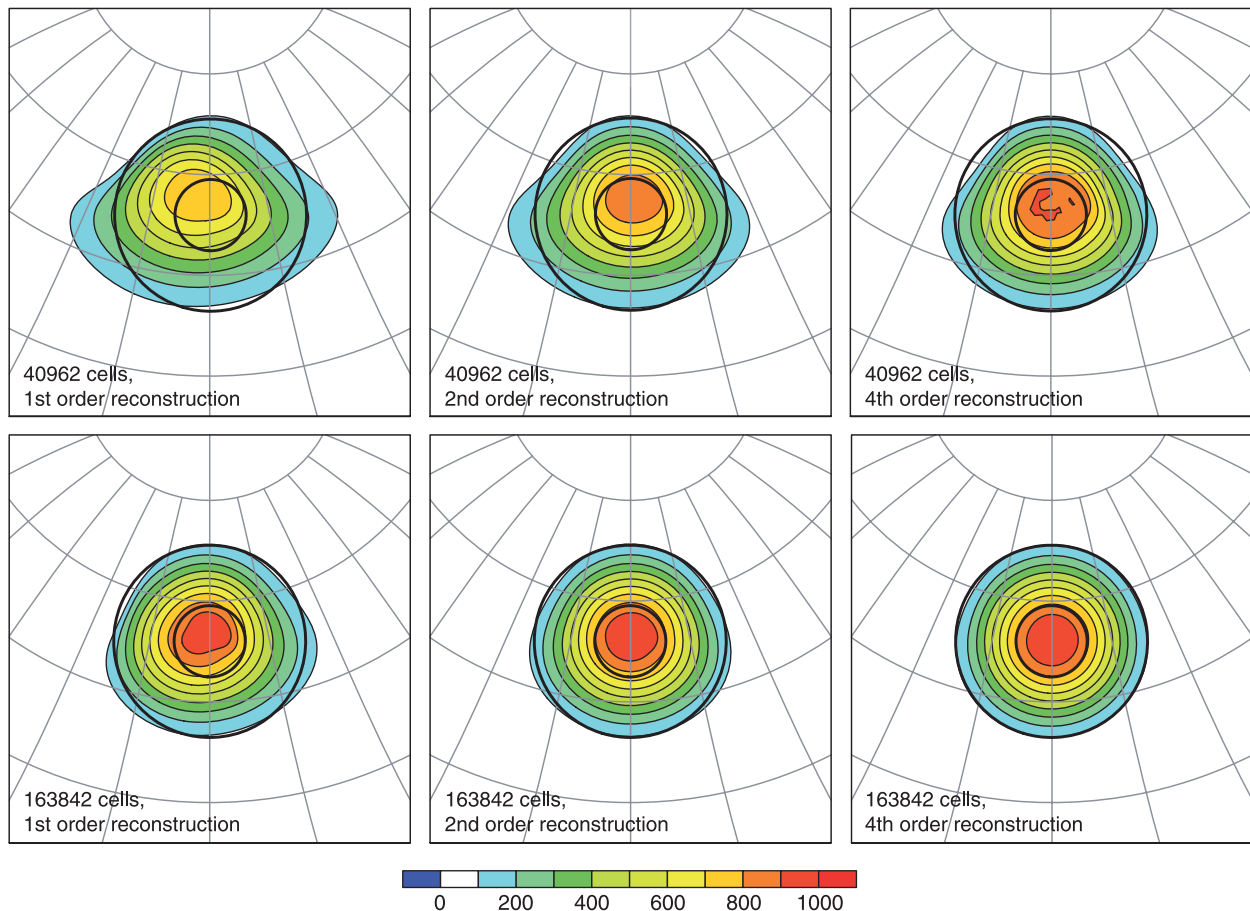 40962 cells,
1st order reconstruction
40962 cells,
2nd order reconstruction
40962 cells,
4th order reconstruction
163842 cells,
1st order reconstruction
163842 cells,
2nd order reconstruction
163842 cells,
4th order reconstruction
0 200 400 600 800 1000